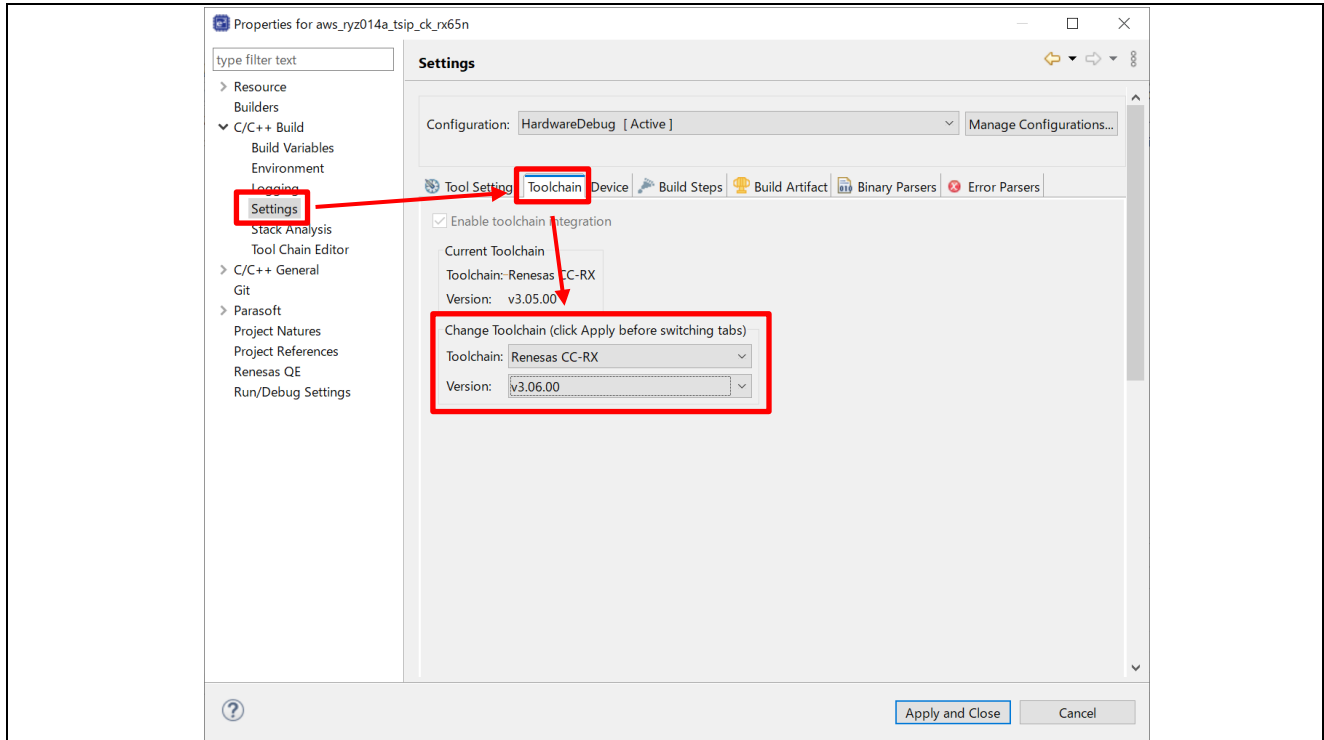 Properties for aws_ryz014a_tsip_ck_rx65n
type filter text
Settings
Resource
Builders
C/C++ Build
Build Variables
Environment
Logging
Settings
Stack Analysis
Tool Chain Editor
C/C++ General
Git
Parasoft
Project Natures
Project References
Renesas QE
Run/Debug Settings
Configuration: HardwareDebug [ Active ] Manage Configurations...
Tool Setting Toolchain Device Build Steps Build Artifact Binary Parsers Error Parsers
Enable toolchain integration
Current Toolchain
Toolchain: Renesas CC-RX
Version: v3.05.00
Change Toolchain (click Apply before switching tabs)
Toolchain: Renesas CC-RX
Version: v3.06.00
Apply and Close Cancel